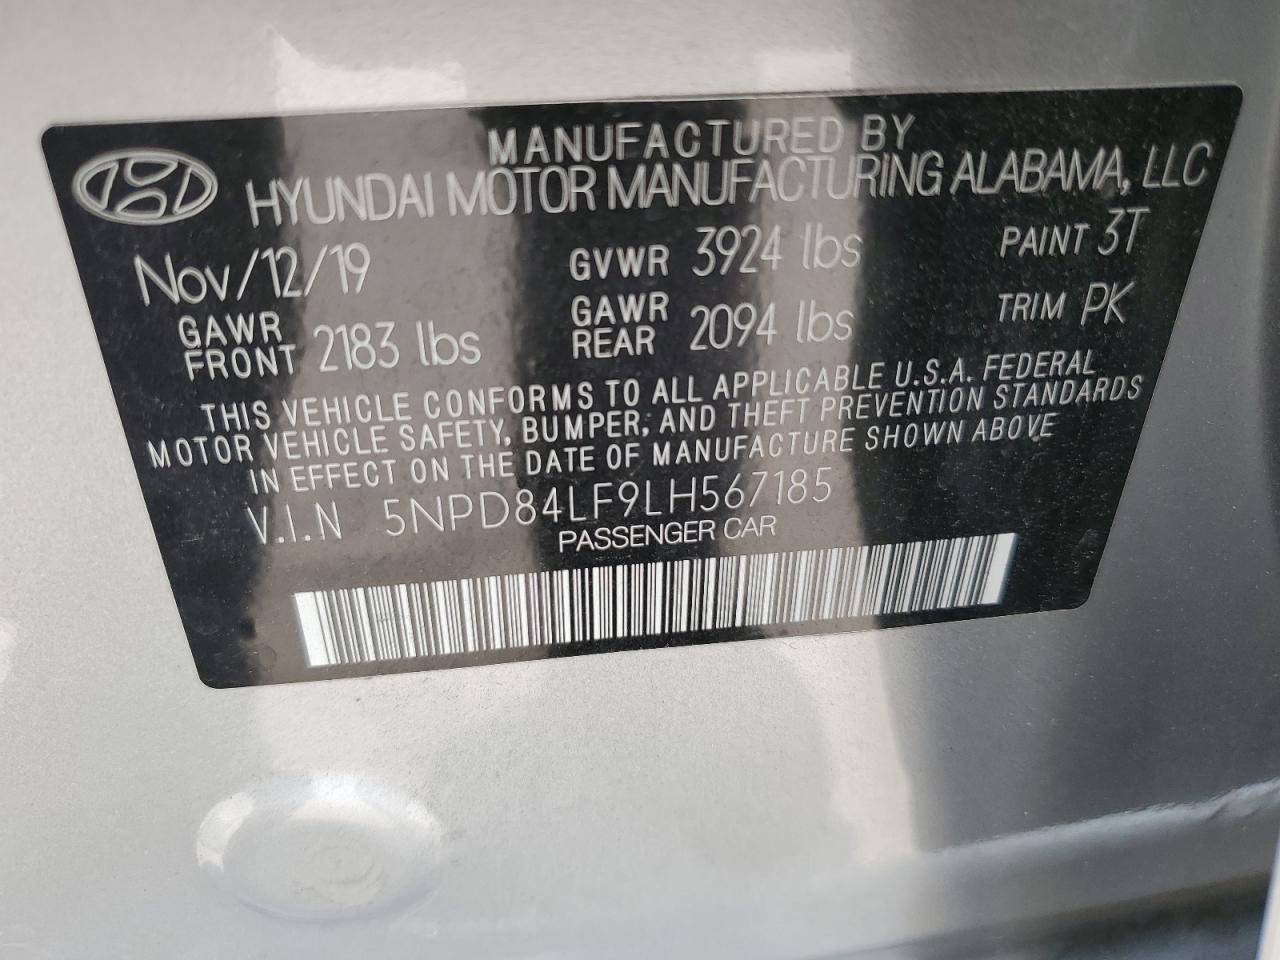 MANUFACTURED BY
HYUNDAI MOTOR MANUFACTURING ALABAMA, LLC
Nov/12/19 GVWR 3924 lbs PAINT 3T
GAWR FRONT 2183 lbs GAWR REAR 2094 lbs TRIM PK
THIS VEHICLE CONFORMS TO ALL APPLICABLE U.S.A. FEDERAL
MOTOR VEHICLE SAFETY, BUMPER, AND THEFT PREVENTION STANDARDS
IN EFFECT ON THE DATE OF MANUFACTURE SHOWN ABOVE
V.I.N 5NPD84LF9LH567185
PASSENGER CAR